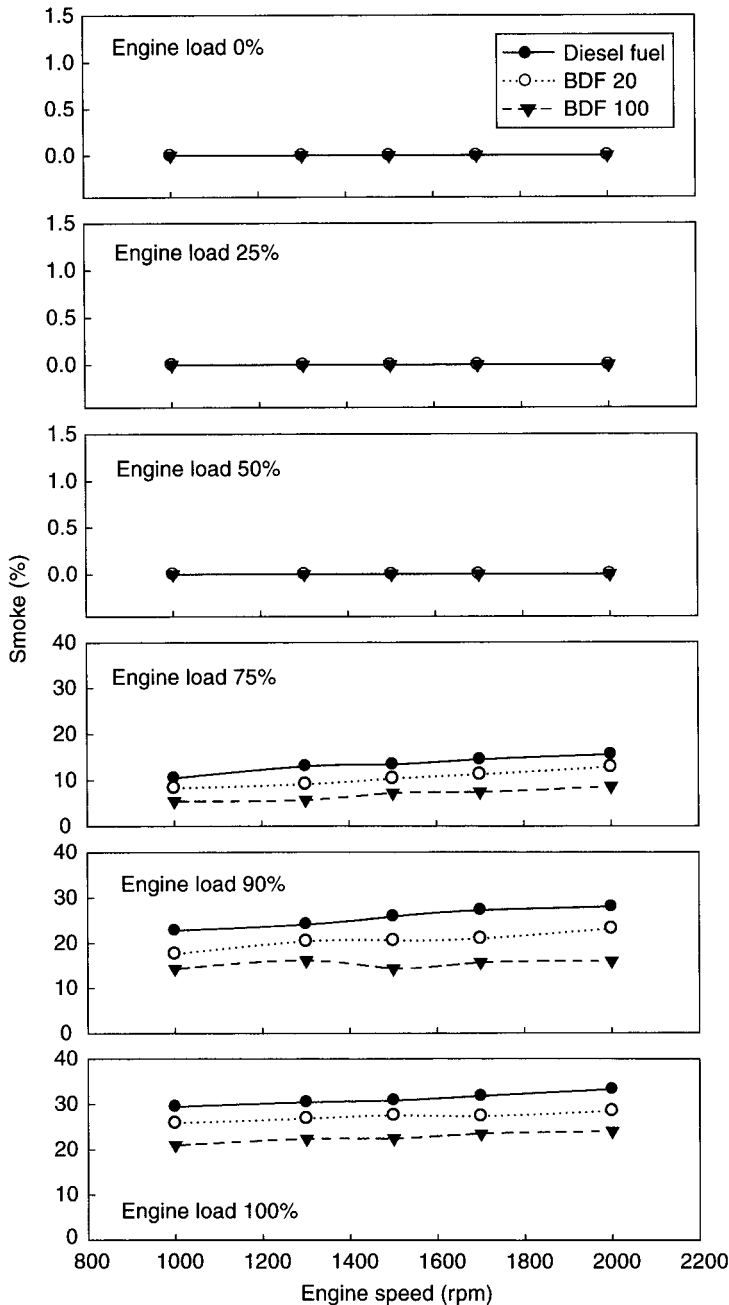 1.5
Engine load 0%
Diesel fuel
BDF 20
BDF 100
1.0
0.5
0.0
1.5
Engine load 25%
1.0
0.5
0.0
1.5
Engine load 50%
1.0
0.5
0.0
Smoke (%)
40
Engine load 75%
30
20
10
0
40
Engine load 90%
30
20
10
0
40
30
20
10
Engine load 100%
0
800 1000 1200 1400 1600 1800 2000 2200
Engine speed (rpm)